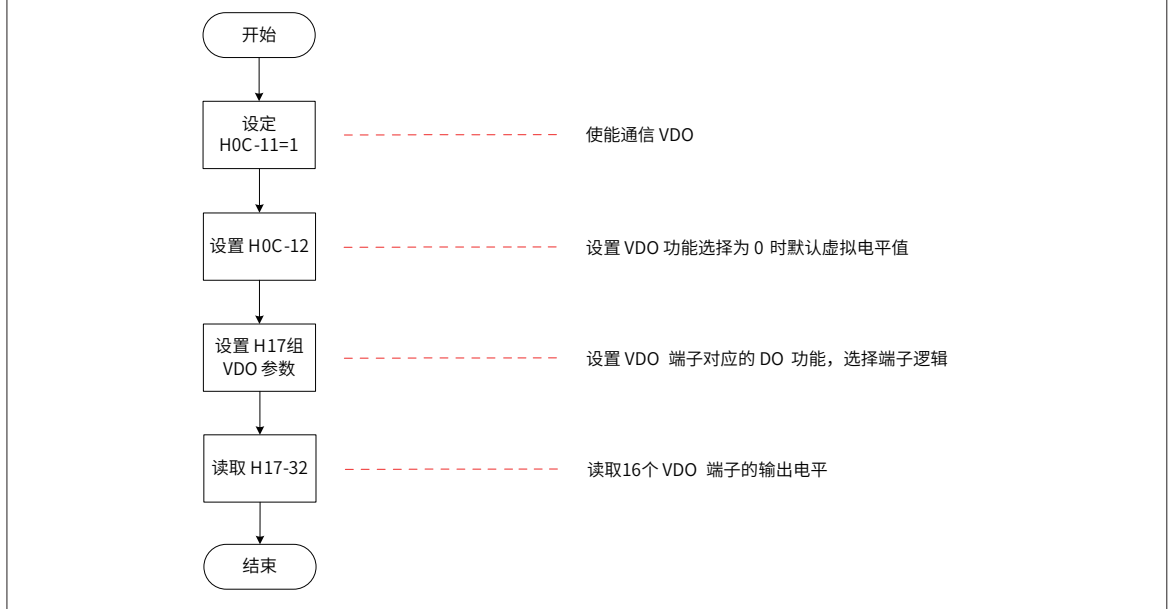 开始
设定
H0C-11=1
使能通信 VDO
设置 H0C-12
设置 VDO 功能选择为 0 时默认虚拟电平值
设置 H17组
VDO 参数
设置 VDO 端子对应的 DO 功能，选择端子逻辑
读取 H17-32
读取16个 VDO 端子的输出电平
结束